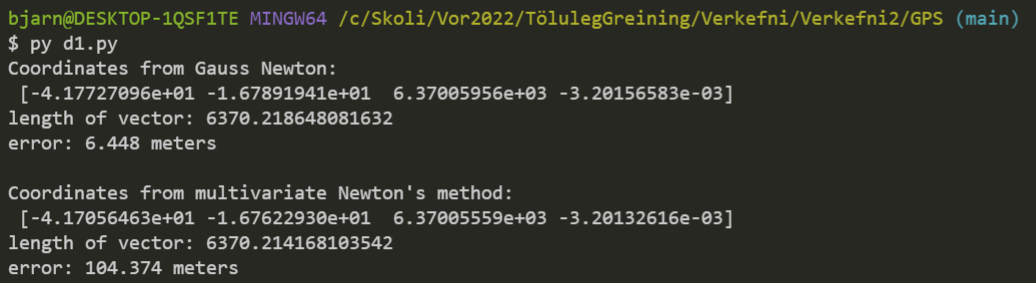 bjarn@DESKTOP-1QSF1TE MINGW64 /c/Skoli/Vor2022/TölulegGreining/Verkefni/Verkefni2/GPS (main)
$ py d1.py
Coordinates from Gauss Newton:
[-4.17727096e+01 -1.67891941e+01  6.37005956e+03 -3.20156583e-03]
length of vector: 6370.218648081632
error: 6.448 meters
Coordinates from multivariate Newton's method:
[-4.17056463e+01 -1.67622930e+01  6.37005559e+03 -3.20132616e-03]
length of vector: 6370.214168103542
error: 104.374 meters